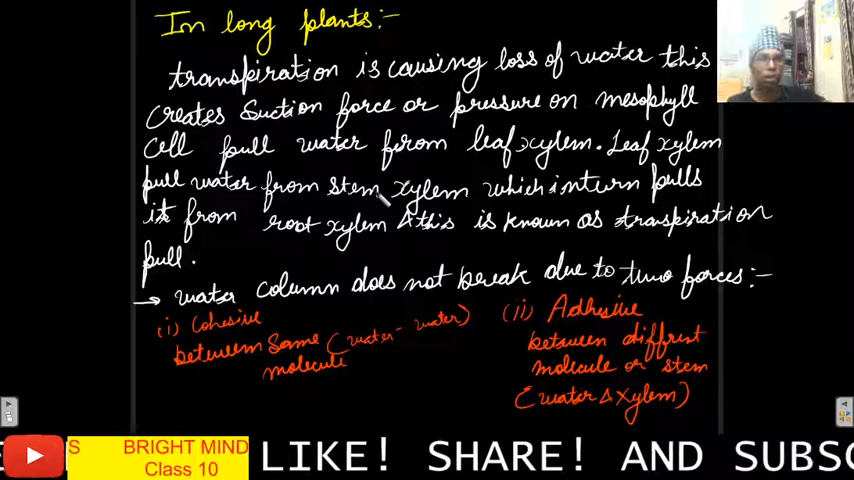 In long plants:-
transpiration is causing loss of water this
creates suction force or pressure on mesophyll
cell pull water from leaf xylem. Leaf xylem
pull water from stem xylem which inturn pulls
it from root xylem & this is known as transpiration
pull.
→ water column does not break due to two forces:-
(i) Cohesive
between same (water-water)
molecule
(ii) Adhesive
between diffrent
molecule or stem
(water & xylem)
S BRIGHT MIND
Class 10
LIKE! SHARE! AND SUBSC